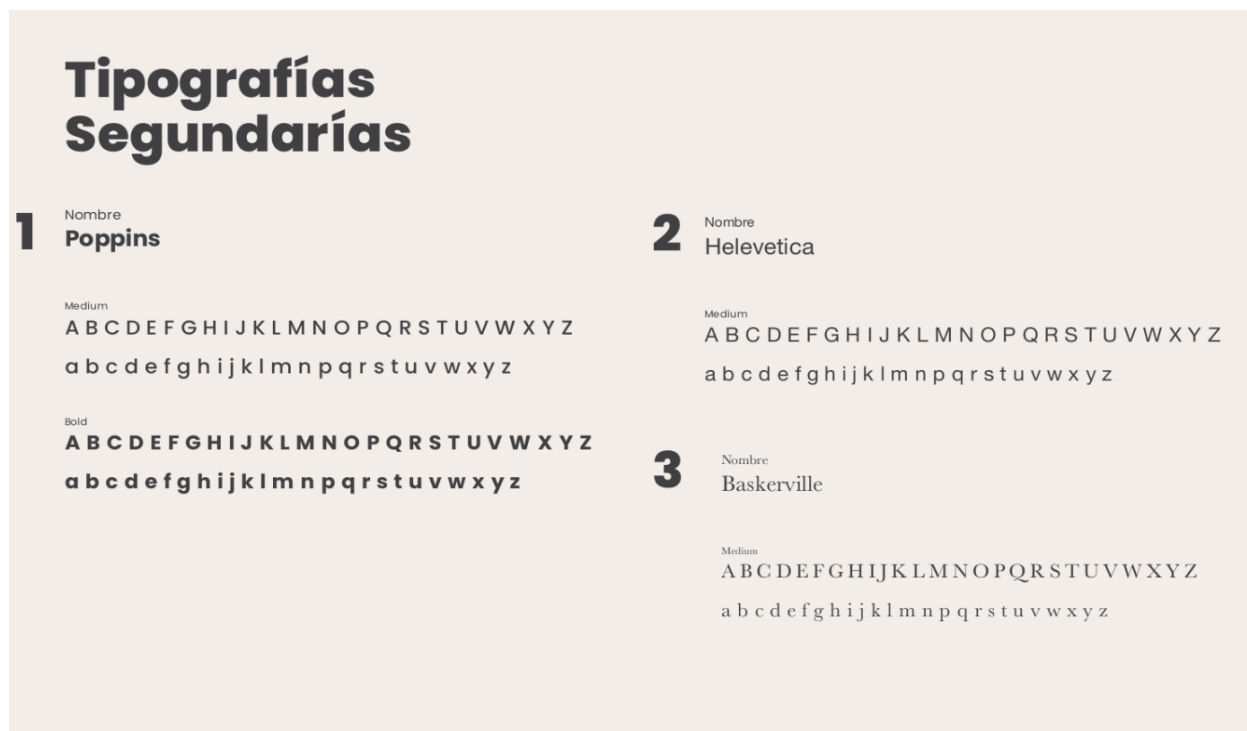 Tipografías
Segundarías
1
Nombre
Poppins
Medium
A B C D E F G H I J K L M N O P Q R S T U V W X Y Z
a b c d e f g h i j k l m n p q r s t u v w x y z
Bold
A B C D E F G H I J K L M N O P Q R S T U V W X Y Z
a b c d e f g h i j k l m n p q r s t u v w x y z
2
Nombre
Helevetica
Medium
A B C D E F G H I J K L M N O P Q R S T U V W X Y Z
a b c d e f g h i j k l m n p q r s t u v w x y z
3
Nombre
Baskerville
Medium
A B C D E F G H I J K L M N O P Q R S T U V W X Y Z
a b c d e f g h i j k l m n p q r s t u v w x y z